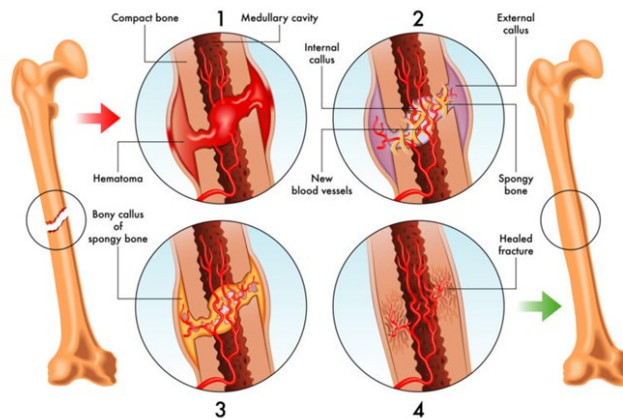 1
Compact bone
Medullary cavity
Hematoma
2
External
callus
Internal
callus
New
blood vessels
Spongy
bone
Bony callus
of
spongy bone
3
Healed
fracture
4